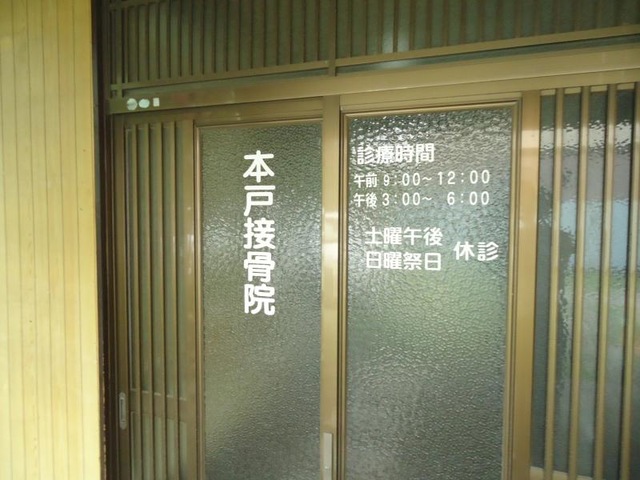 本戸接骨院
診療時間
午前 9:00～12:00
午後 3:00～ 6:00
土曜午後
日曜祭日 休診